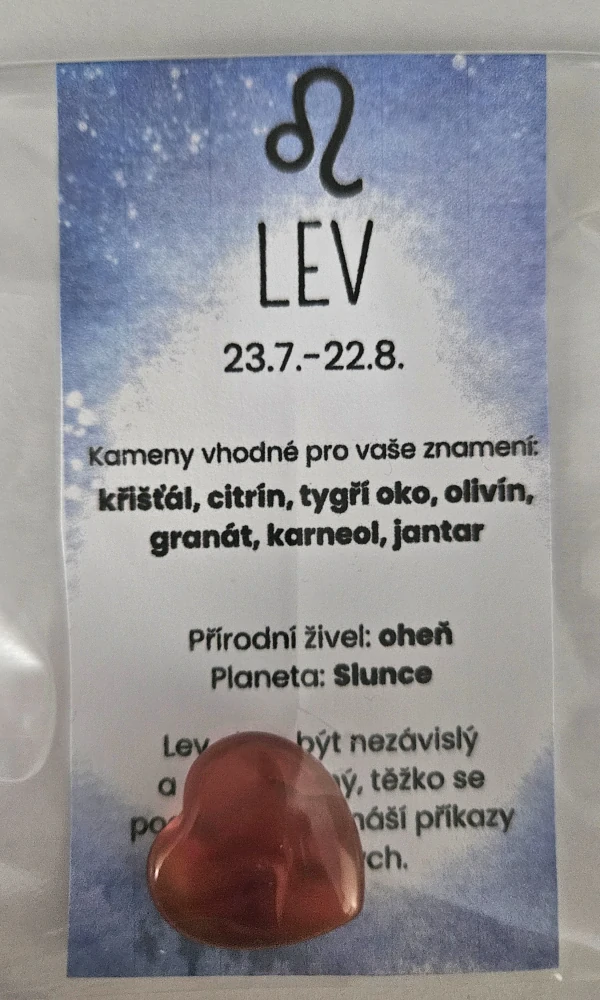 LEV
23.7.-22.8.
Kameny vhodné pro vaše znamení:
křišťál, citrín, tygří oko, olivín,
granát, karneol, jantar
Přírodní živel: oheň
Planeta: Slunce
Lev být nezávislý
a těžko se
příkazy